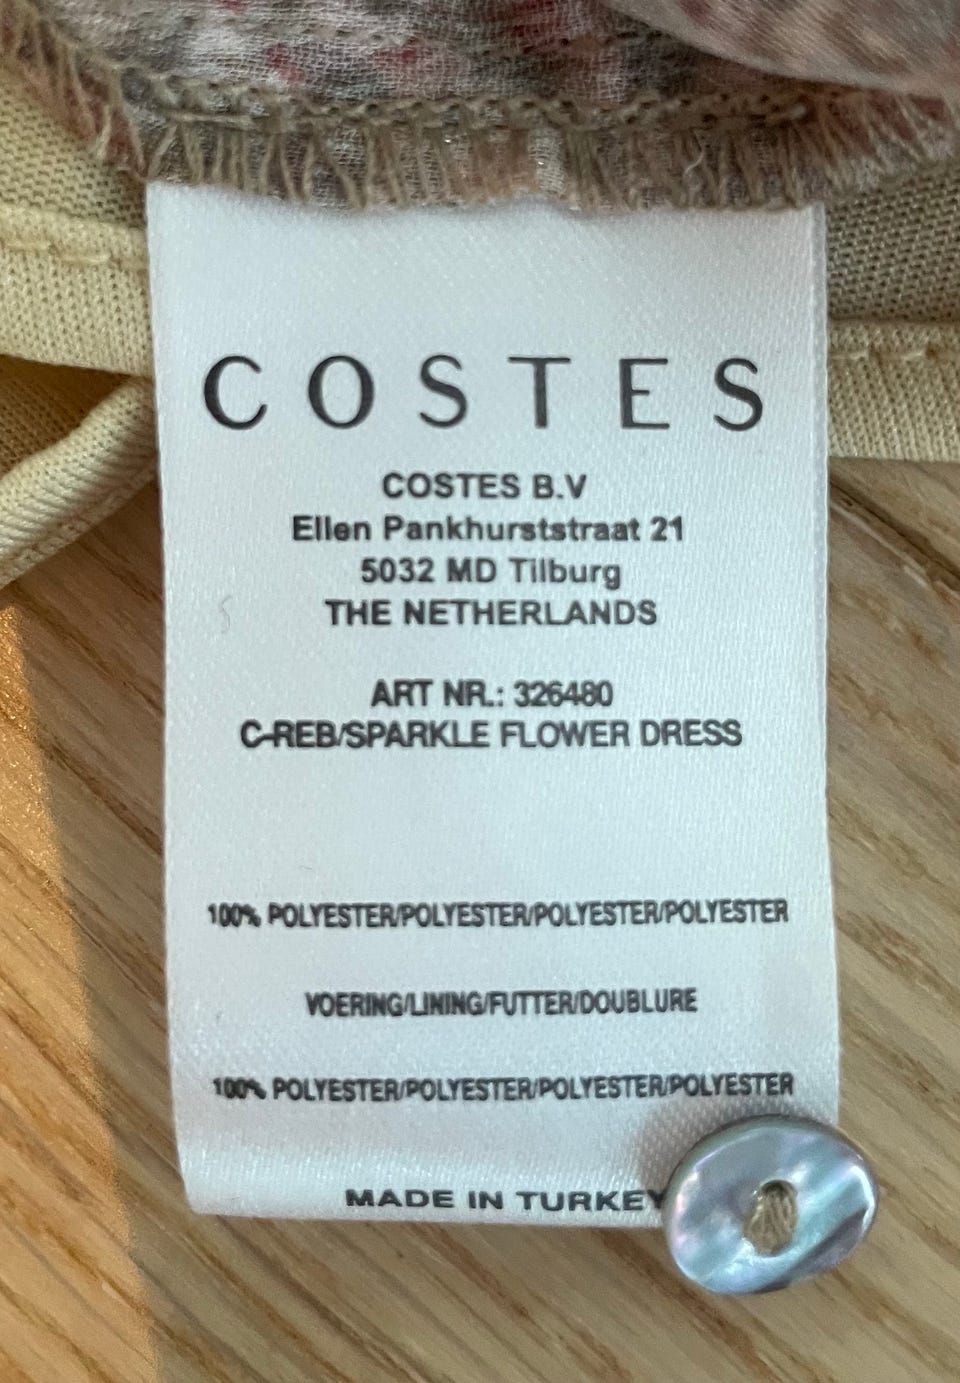 COSTES
COSTES B.V
Ellen Pankhurststraat 21
5032 MD Tilburg
THE NETHERLANDS
ART NR.: 326480
C-REB/SPARKLE FLOWER DRESS
100% POLYESTER/POLYESTER/POLYESTER/POLYESTER
VOERING/LINING/FUTTER/DOUBLURE
100% POLYESTER/POLYESTER/POLYESTER/POLYESTER
MADE IN TURKEY